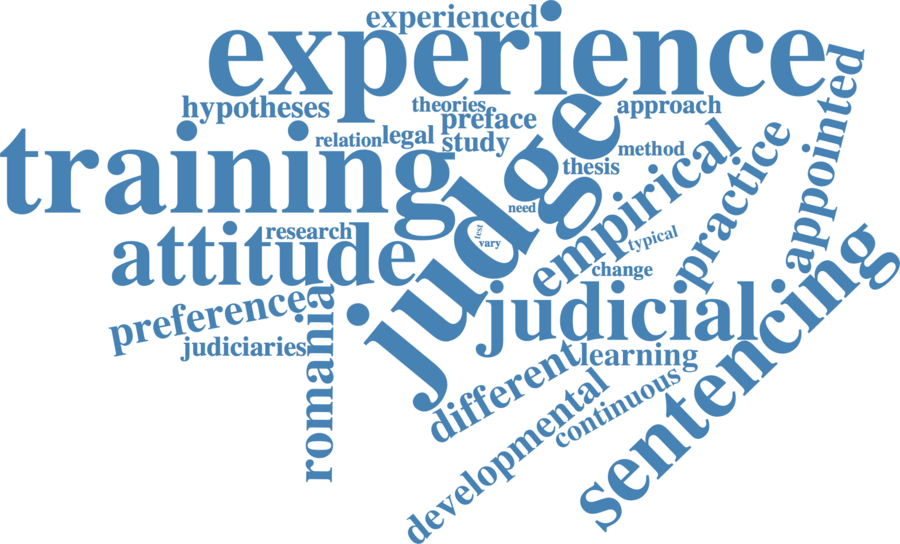 experienced
experience
hypotheses
theories
approach
preface
training
relation
legal
study
method
judge
thesis
empirical
practice
appointed
need
research
attitude
test
vary
typical
change
preference
romania
judicial
sentencing
judiciaries
different
learning
developmental
continuous